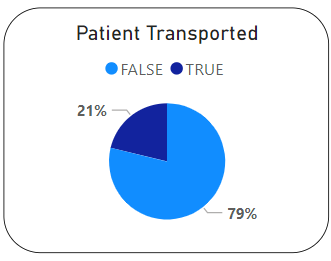 Patient Transported
FALSE TRUE
21%
79%